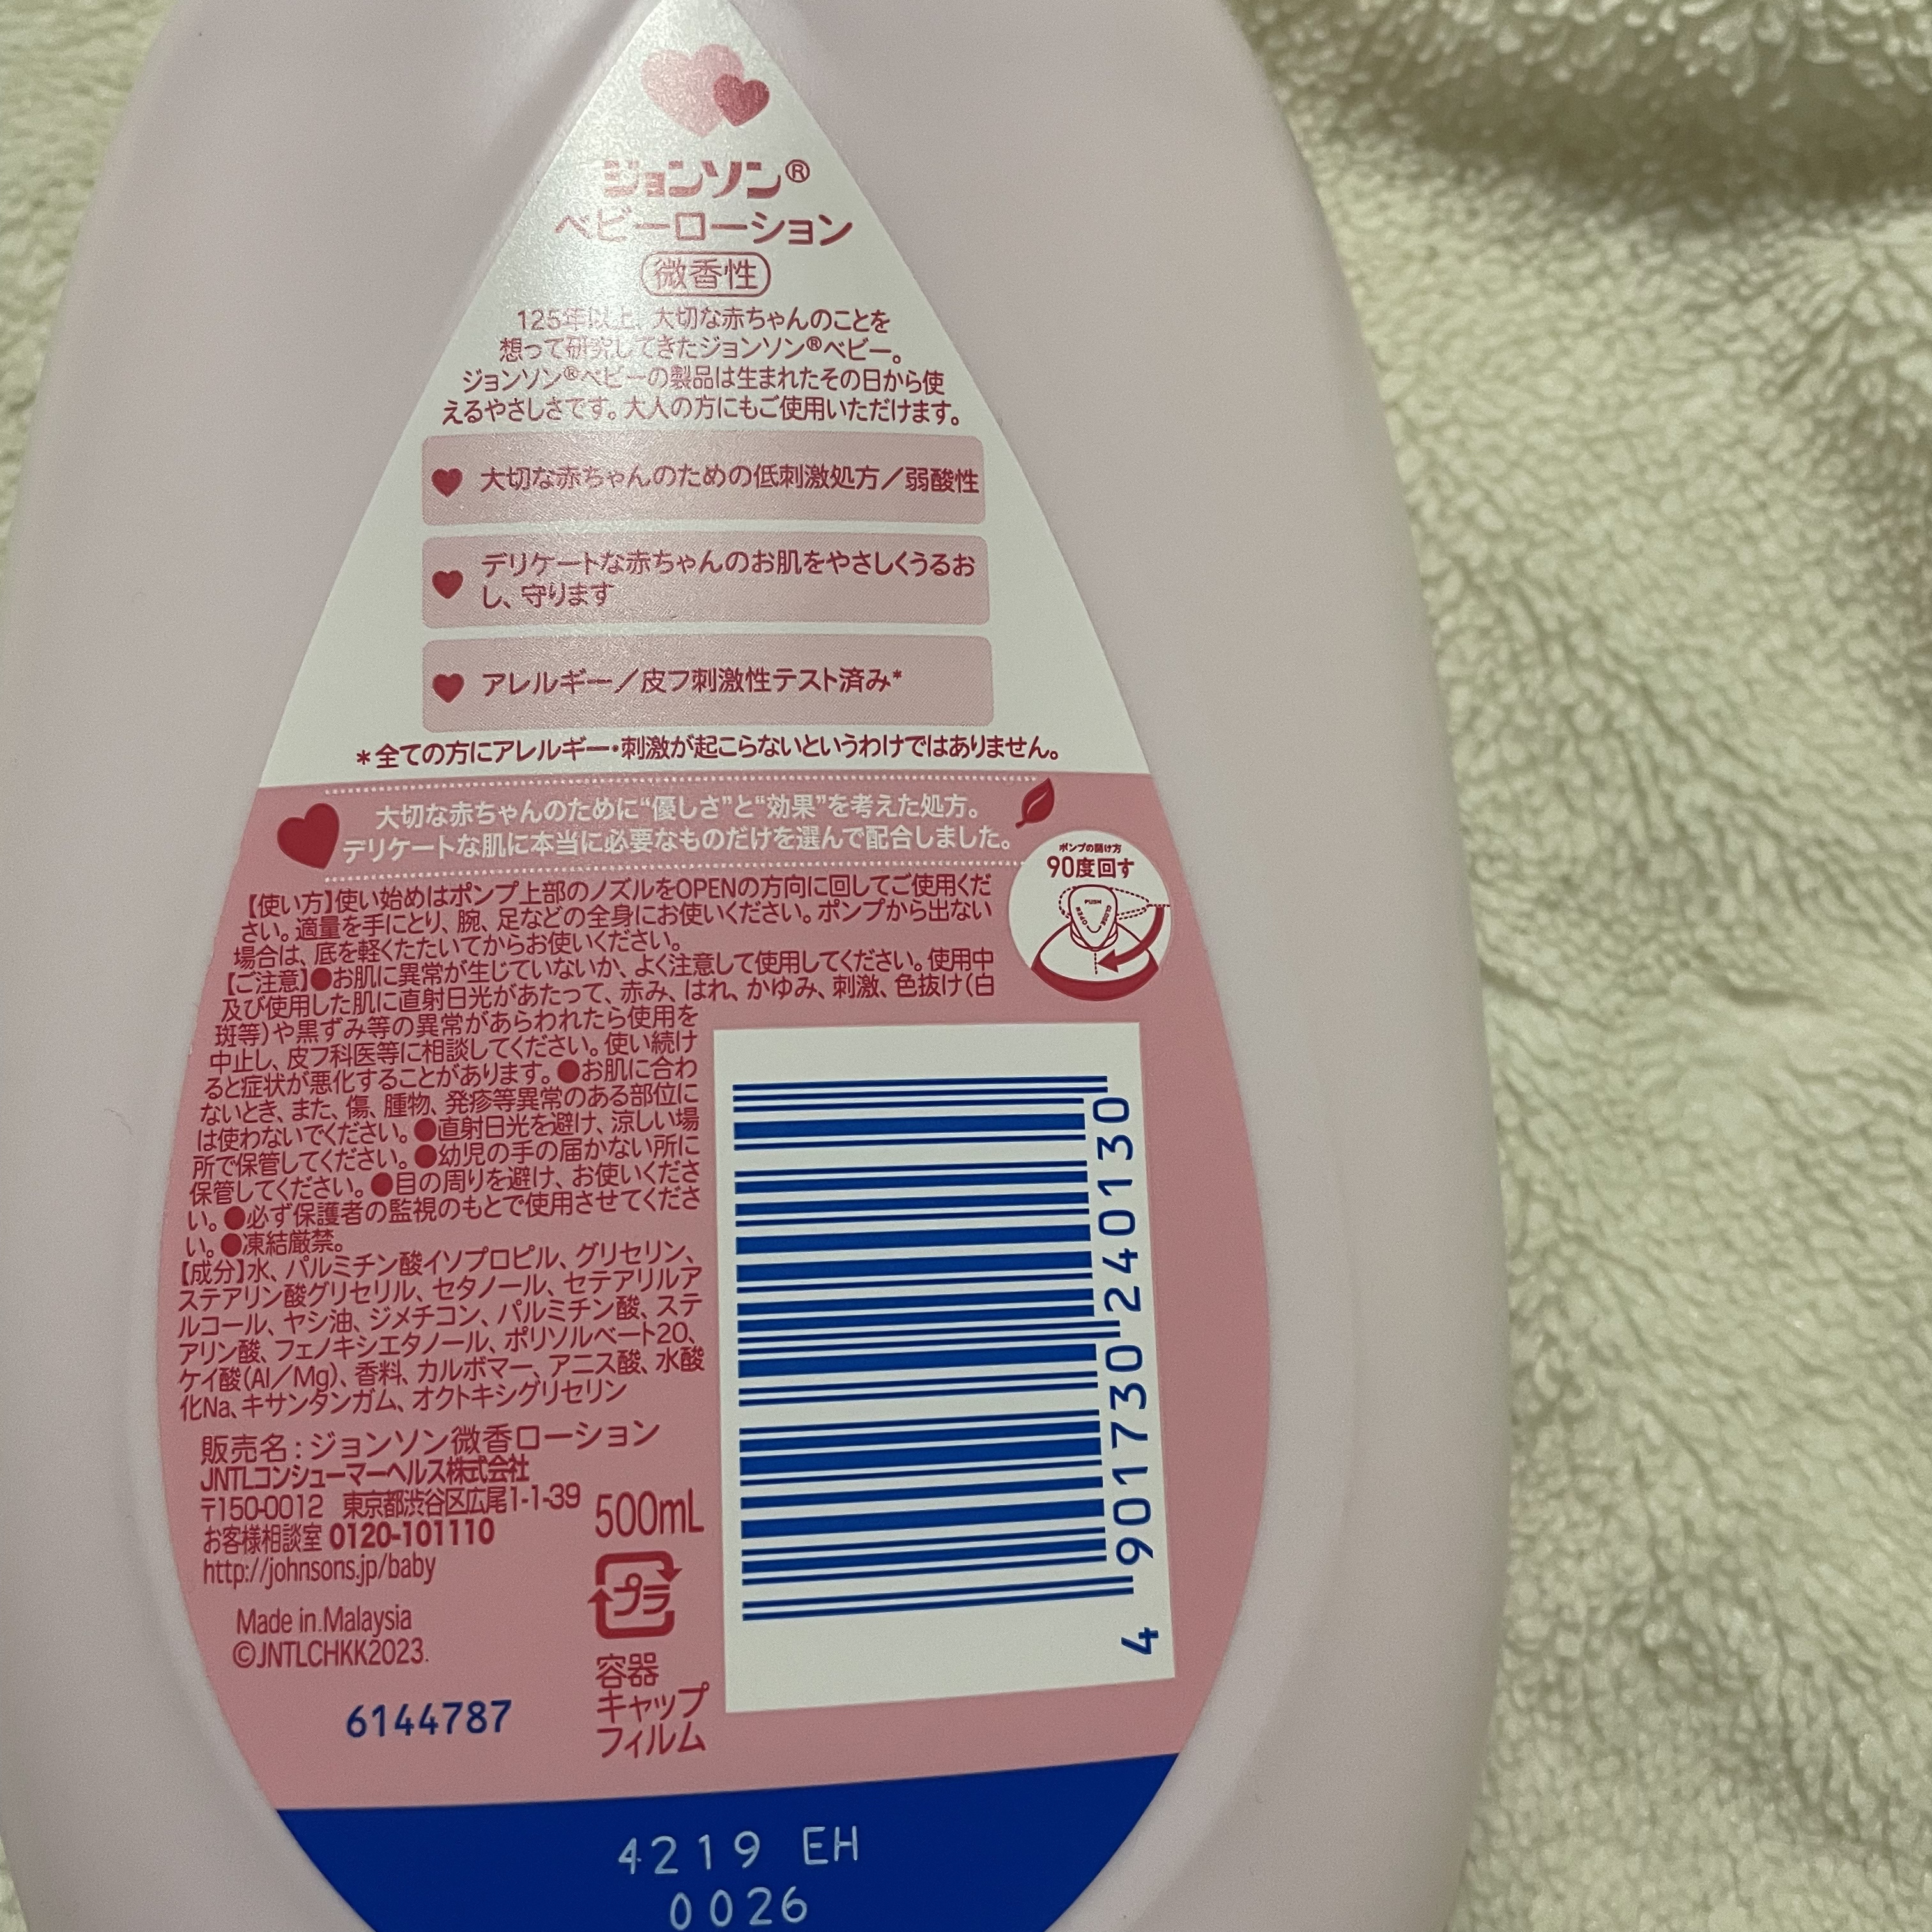 ジョンソン®
ベビーローション
微香性
125年以上、大切な赤ちゃんのことを
想って研究してきたジョンソン®ベビー。
ジョンソン®ベビーの製品は生まれたその日から使
えるやさしさです。大人の方にもご使用いただけます。
大切な赤ちゃんのための低刺激処方／弱酸性
デリケートな赤ちゃんのお肌をやさしくうるお
し、守ります
アレルギー／皮フ刺激性テスト済み*
*全ての方にアレルギー・刺激が起こらないというわけではありません。
大切な赤ちゃんのために“優しさ”と“効果”を考えた処方。
デリケートな肌に本当に必要なものだけを選んで配合しました。
ポンプの開け方
90度回す
PUSH
OPEN
CLOSE
【使い方】使い始めはポンプ上部のノズルをOPENの方向に回してご使用くだ
さい。適量を手にとり、腕、足などの全身にお使いください。ポンプから出ない
場合は、底を軽くたたいてからお使いください。
【ご注意】●お肌に異常が生じていないか、よく注意して使用してください。使用中
及び使用した肌に直射日光があたって、赤み、はれ、かゆみ、刺激、色抜け（白
斑等）や黒ずみ等の異常があらわれたら使用を
中止し、皮フ科医等に相談してください。使い続け
ると症状が悪化することがあります。●お肌に合わ
ないとき、また、傷、腫物、発疹等異常のある部位に
は使わないでください。●直射日光を避け、涼しい場
所で保管してください。●幼児の手の届かない所に
保管してください。●目の周りを避け、お使いくださ
い。●必ず保護者の監視のもとで使用させてくださ
い。●凍結厳禁。
【成分】水、パルミチン酸イソプロピル、グリセリン、
ステアリン酸グリセリル、セタノール、セテアリルア
ルコール、ヤシ油、ジメチコン、パルミチン酸、ステ
アリン酸、フェノキシエタノール、ポリソルベート20、
ケイ酸(Al／Mg)、香料、カルボマー、アニス酸、水酸
化Na、キサンタンガム、オクトキシグリセリン
販売名：ジョンソン微香ローション
JNTLコンシューマーヘルス株式会社
〒150-0012 東京都渋谷区広尾1-1-39
お客様相談室 0120-101110
http://johnsons.jp/baby
Made in Malaysia
©JNTLCHKK2023.
6144787
500mL
プラ
容器
キャップ
フィルム
4 901730 240130
4219 EH
0026